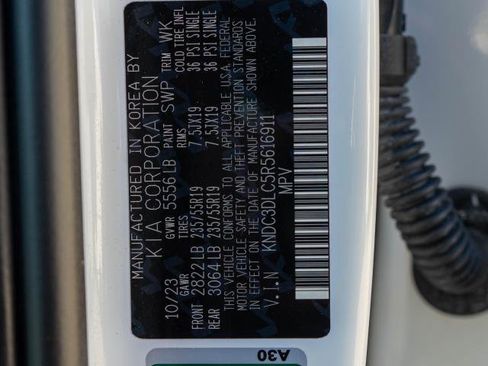 MANUFACTURED IN KOREA BY
KIA CORPORATION
10/23 GVWR 5556LB PAINT SWP TRIM WK
GAWR TIRES RIMS COLD TIRE INFL
FRONT 2822LB 235/55R19 7.5JX19 36 PSI SINGLE
REAR 3064LB 235/55R19 7.5JX19 36 PSI SINGLE
THIS VEHICLE CONFORMS TO ALL APPLICABLE U.S.A. FEDERAL
MOTOR VEHICLE SAFETY AND THEFT PREVENTION STANDARDS
IN EFFECT ON THE DATE OF MANUFACTURE SHOWN ABOVE.
V.I.N KNDC3DLC5R5616911
MPV
A30